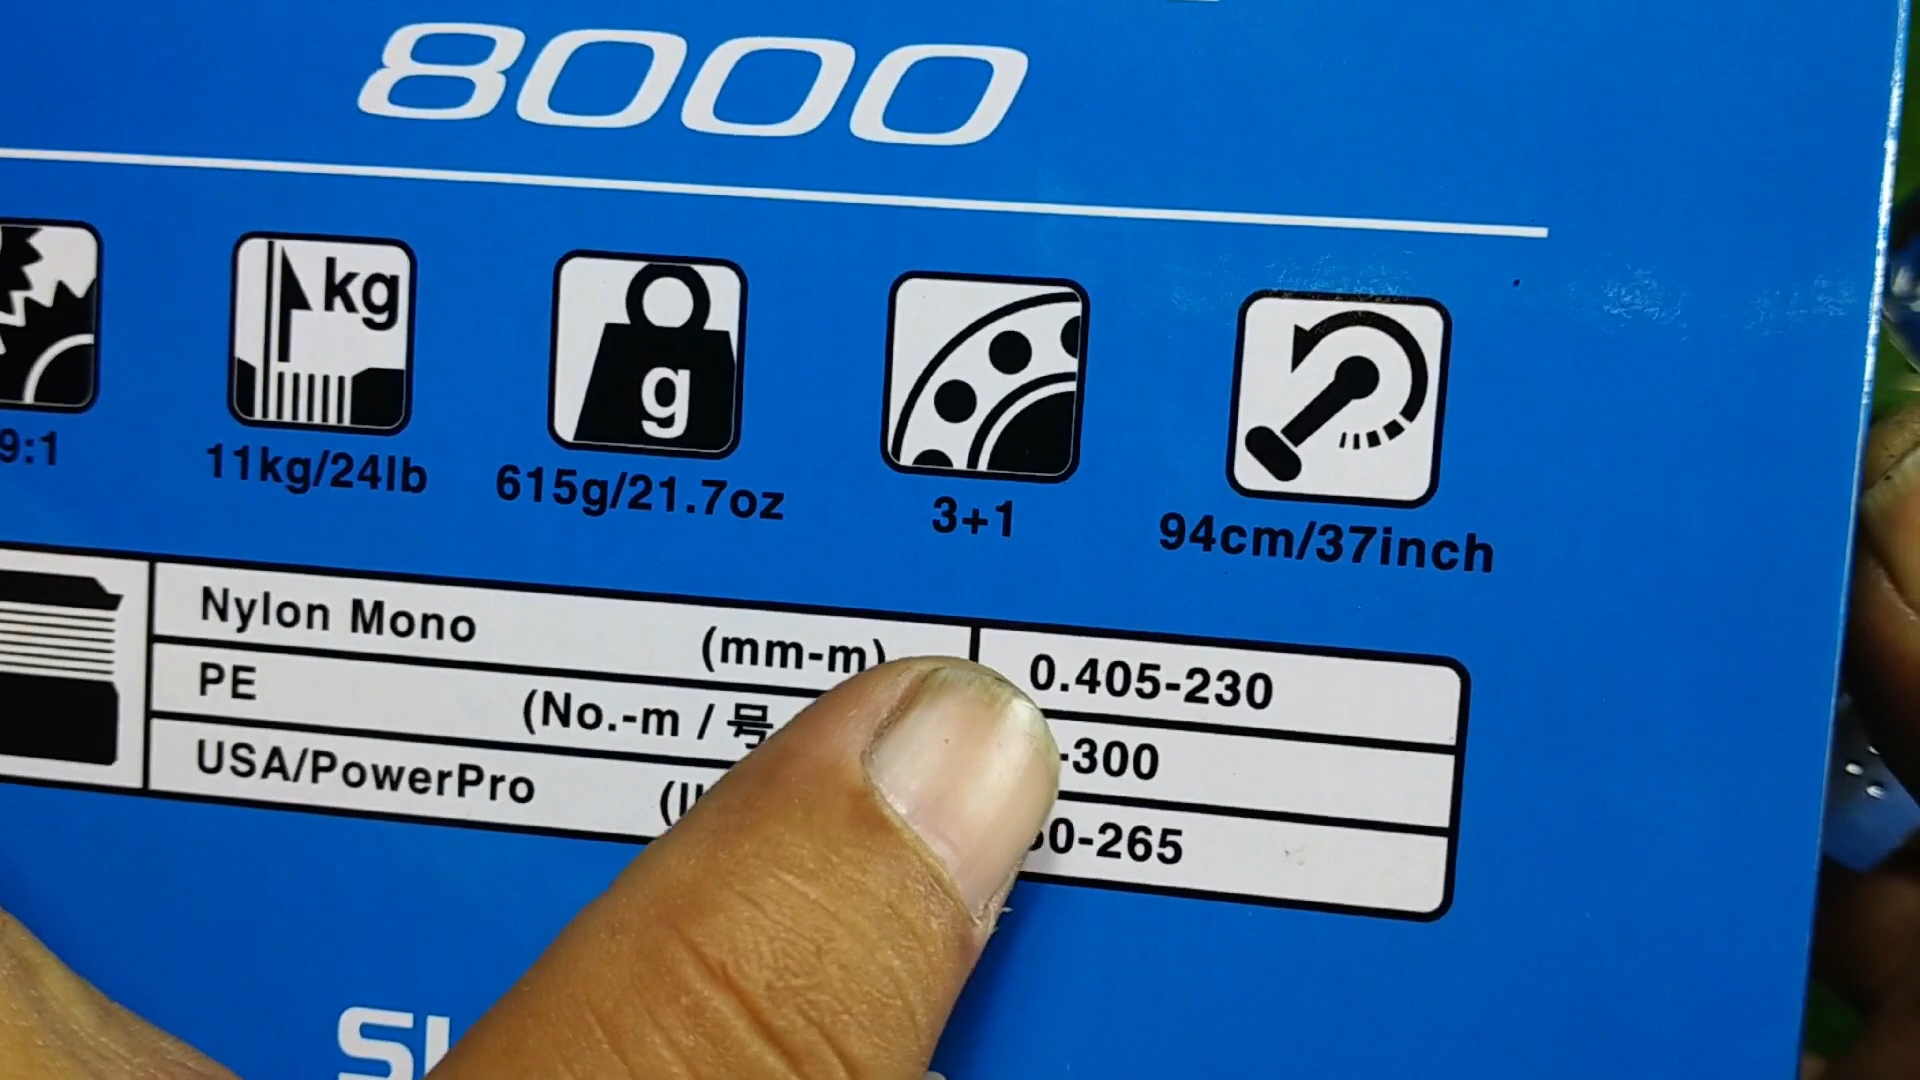 8000
kg
g
9:1
11kg/24lb
615g/21.7oz
3+1
94cm/37inch
Nylon Mono (mm-m) 0.405-230
PE (No.-m / 号 -300
USA/PowerPro 0-265